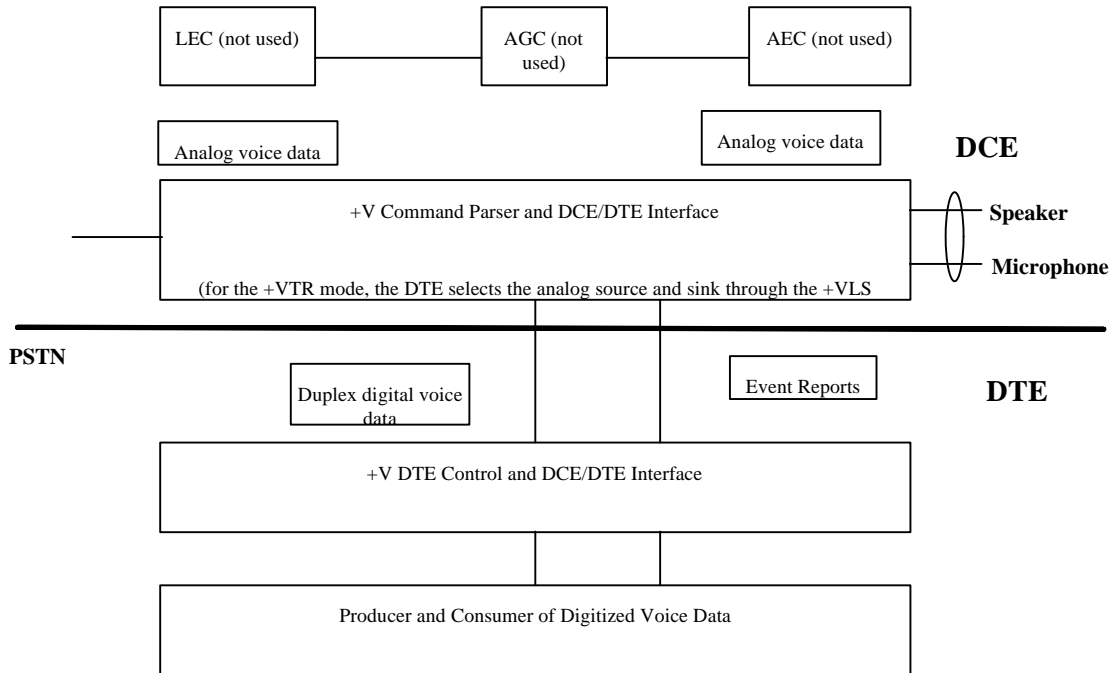 LEC (not used)
AGC (not
used)
AEC (not used)
Analog voice data
Analog voice data
DCE
+V Command Parser and DCE/DTE Interface
Speaker
Microphone
(for the +VTR mode, the DTE selects the analog source and sink through the +VLS
PSTN
Duplex digital voice
data
Event Reports
DTE
+V DTE Control and DCE/DTE Interface
Producer and Consumer of Digitized Voice Data